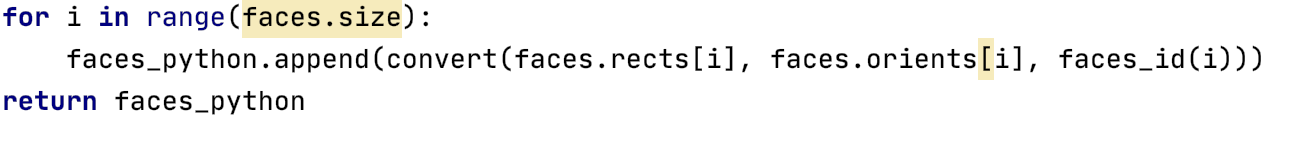 for i in range(faces.size):
    faces_python.append(convert(faces.rects[i], faces.orients[i], faces_id(i)))
return faces_python